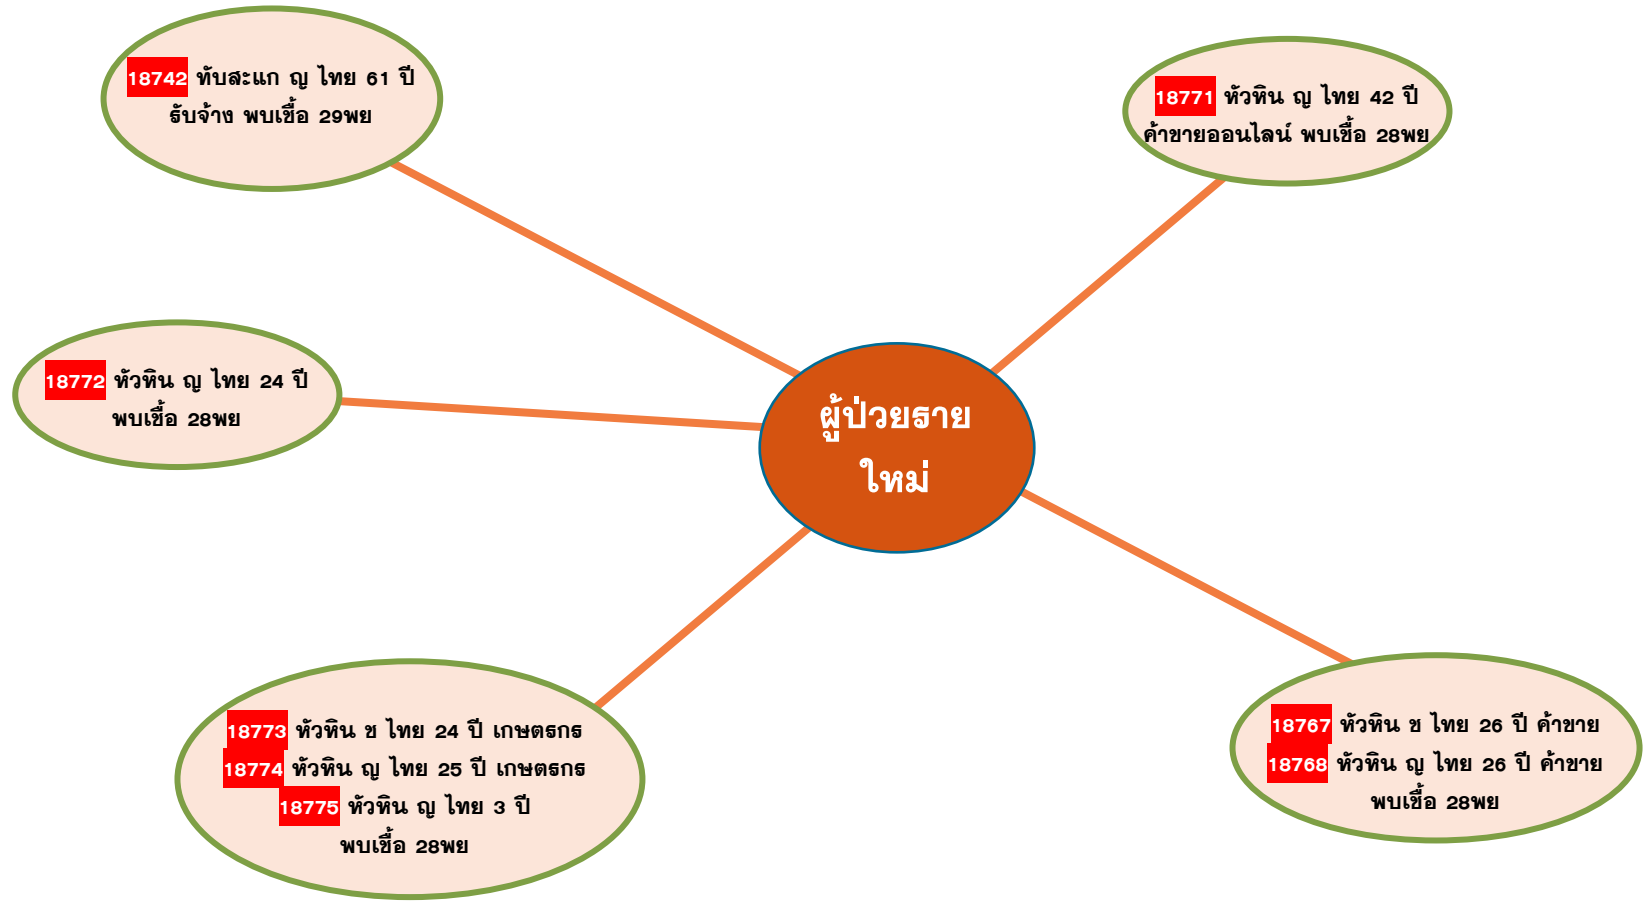 18742 ทับสะแก ญ ไทย 61 ปี
รับจ้าง พบเชื้อ 29พย
18771 หัวหิน ญ ไทย 42 ปี
ค้าขายออนไลน์ พบเชื้อ 28พย
18772 หัวหิน ญ ไทย 24 ปี
พบเชื้อ 28พย
ผู้ป่วยราย
ใหม่
18773 หัวหิน ช ไทย 24 ปี เกษตรกร
18774 หัวหิน ญ ไทย 25 ปี เกษตรกร
18775 หัวหิน ญ ไทย 3 ปี
พบเชื้อ 28พย
18767 หัวหิน ช ไทย 26 ปี ค้าขาย
18768 หัวหิน ญ ไทย 26 ปี ค้าขาย
พบเชื้อ 28พย